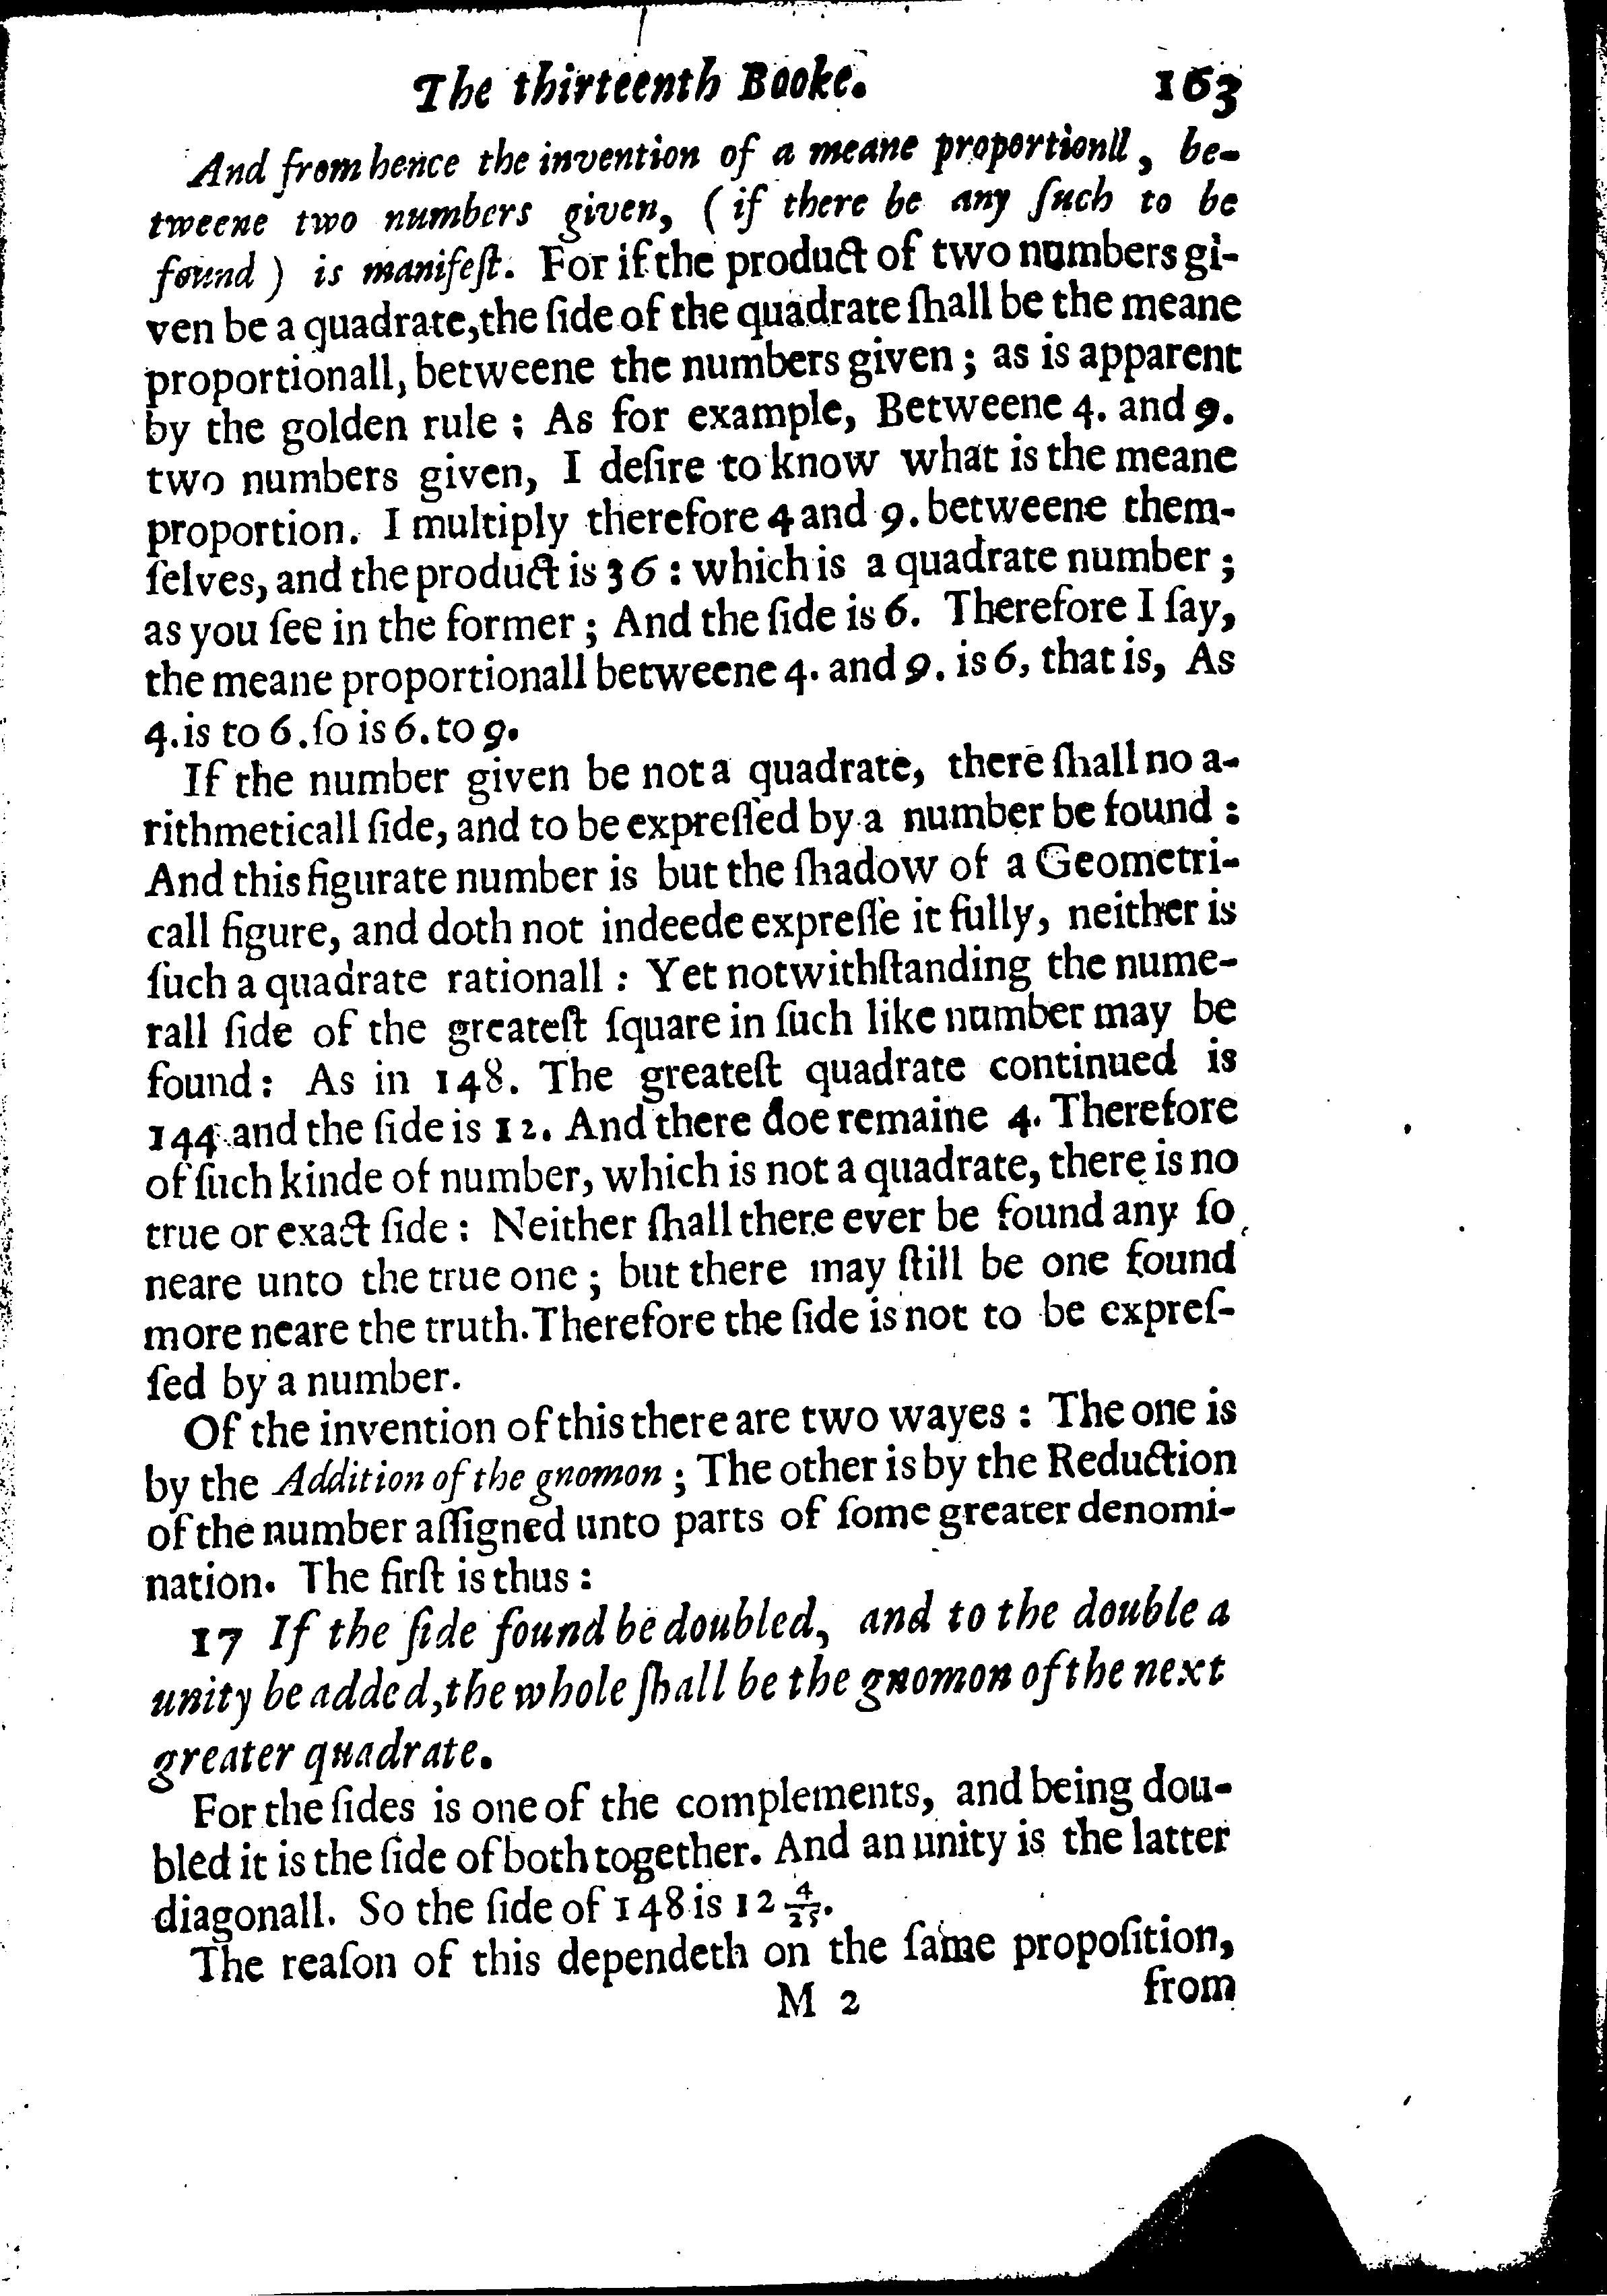 The thirteenth Booke. 163
And from hence the invention of a meane proportionll, be-
tweene two numbers given, ( if there be any ſuch to be
found ) is manifeſt. For if the product of two numbers gi-
ven be a quadrate, the ſide of the quadrate ſhall be the meane
proportionall, betweene the numbers given ; as is apparent
by the golden rule ; As for example, Betweene 4. and 9.
two numbers given, I deſire to know what is the meane
proportion. I multiply therefore 4 and 9. betweene them-
ſelves, and the product is 36 : which is a quadrate number ;
as you ſee in the former ; And the ſide is 6. Therefore I ſay,
the meane proportionall betweene 4. and 9. is 6, that is, As
4. is to 6. ſo is 6. to 9.
If the number given be not a quadrate, there ſhall no a-
rithmeticall ſide, and to be expreſſed by a number be found :
And this figurate number is but the ſhadow of a Geometri-
call figure, and doth not indeede expreſſe it fully, neither is
ſuch a quadrate rationall : Yet notwithſtanding the nume-
rall ſide of the greateſt ſquare in ſuch like number may be
found : As in 148. The greateſt quadrate continued is
144 and the ſide is 12. And there doe remaine 4. Therefore
of ſuch kinde of number, which is not a quadrate, there is no
true or exact ſide : Neither ſhall there ever be found any ſo
neare unto the true one ; but there may ſtill be one found
more neare the truth. Therefore the ſide is not to be expreſ-
ſed by a number.
Of the invention of this there are two wayes : The one is
by the Addition of the gnomon ; The other is by the Reduction
of the number aſſigned unto parts of ſome greater denomi-
nation. The firſt is thus :
17 If the ſide found be doubled, and to the double a
unity be added, the whole ſhall be the gnomon of the next
greater quadrate.
For the ſides is one of the complements, and being dou-
bled it is the ſide of both together. And an unity is the latter
diagonall. So the ſide of 148 is 12 4/25.
The reaſon of this dependeth on the ſame propoſition,
M 2 from